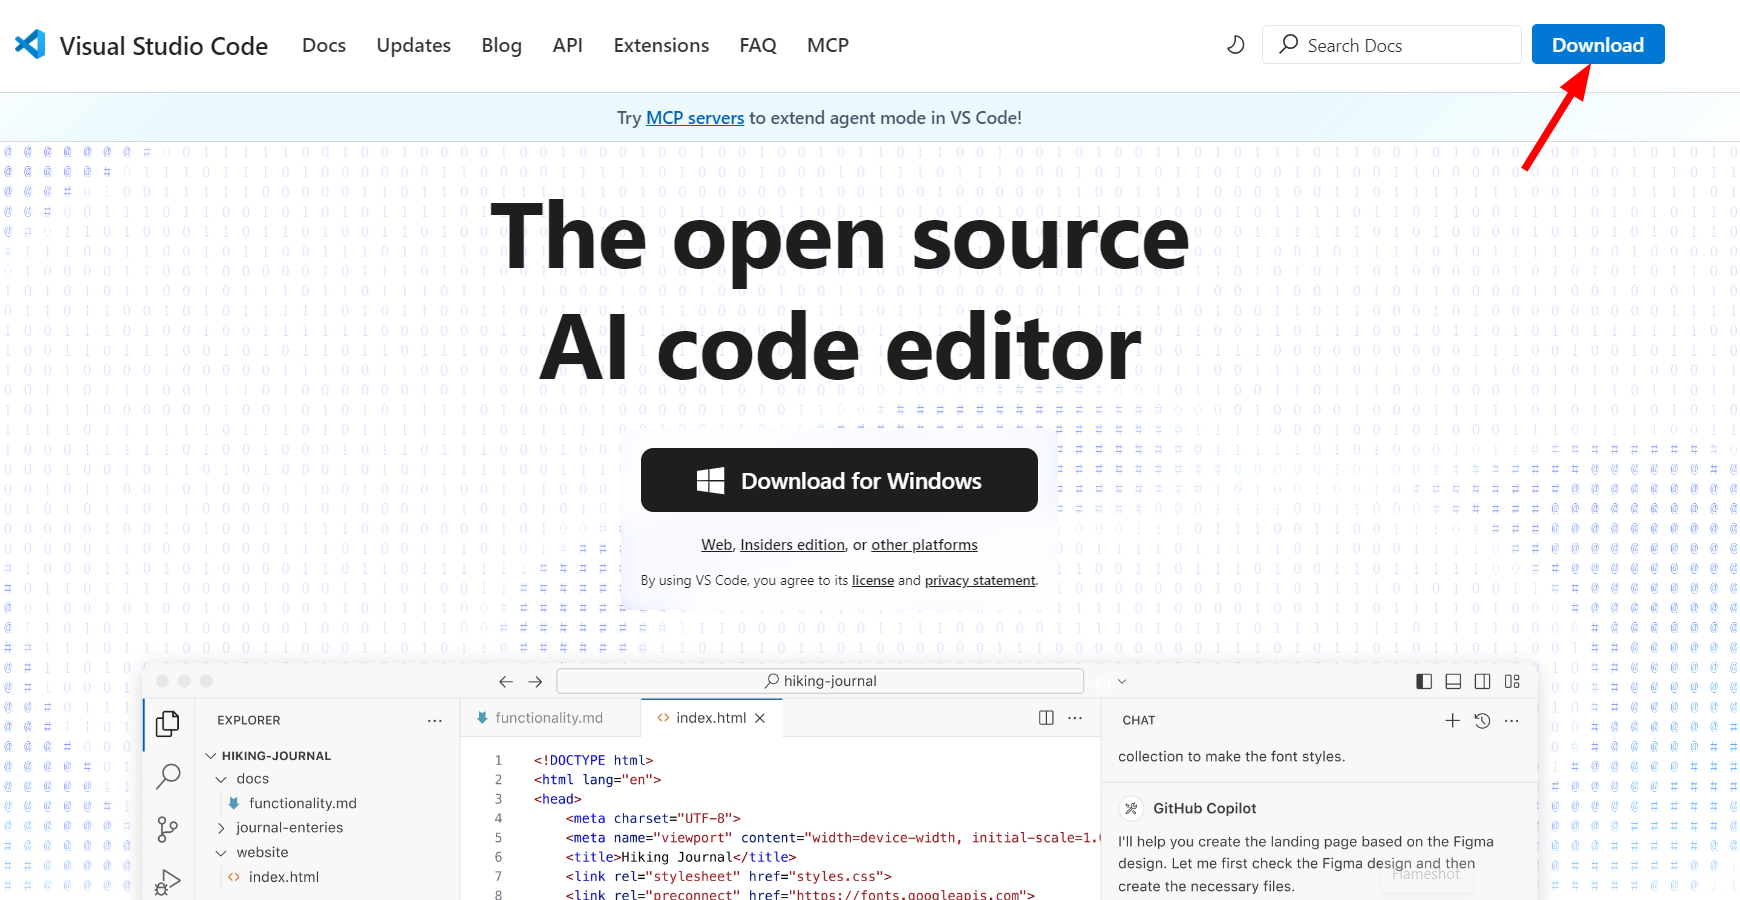 Visual Studio Code Docs Updates Blog API Extensions FAQ MCP Search Docs Download
Try MCP servers to extend agent mode in VS Code!
The open source
AI code editor
Download for Windows
Web, Insiders edition, or other platforms
By using VS Code, you agree to its license and privacy statement.
hiking-journal
EXPLORER
HIKING-JOURNAL
docs
functionality.md
journal-enteries
website
index.html
functionality.md index.html
1 <!DOCTYPE html>
2 <html lang="en">
3 <head>
4 <meta charset="UTF-8">
5 <meta name="viewport" content="width=device-width, initial-scale=1.0
6 <title>Hiking Journal</title>
7 <link rel="stylesheet" href="styles.css">
8 <link rel="preconnect" href="https://fonts.googleapis.com">
CHAT
collection to make the font styles.
GitHub Copilot
I'll help you create the landing page based on the Figma
design. Let me first check the Figma design and then
create the necessary files.
Flameshot